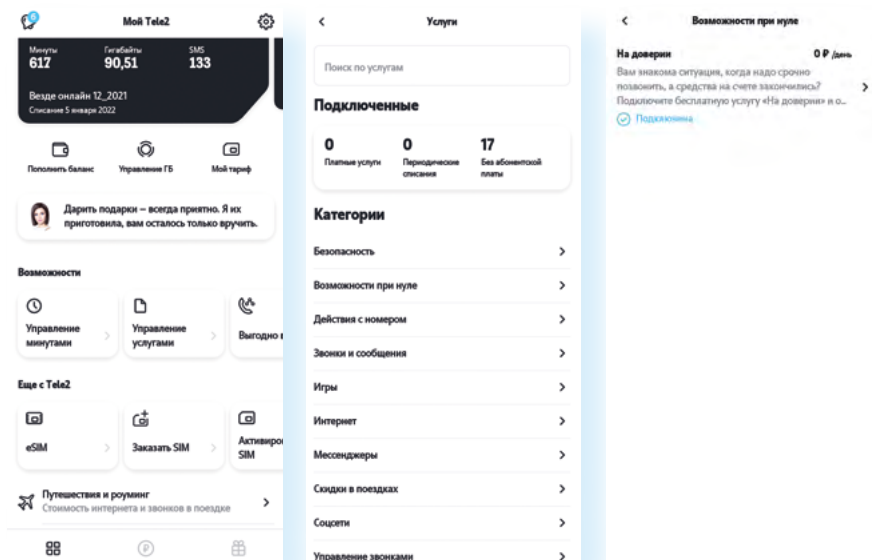 6
Мой Tele2
Минуты Гигабайты SMS
617 90,51 133
Везде онлайн 12_2021
Списание 5 января 2022
Пополнить баланс Управление ГБ Мой тариф
Дарить подарки – всегда приятно. Я их
приготовила, вам осталось только вручить.
Возможности
Управление
минутами
Управление
услугами
Выгодно в
Еще с Tele2
eSIM
Заказать SIM
Активиро
SIM
Путешествия и роуминг
Стоимость интернета и звонков в поездке
Услуги
Поиск по услугам
Подключенные
0 0 17
Платные услуги
Периодические
списания
Без абонентской
платы
Категории
Безопасность
Возможности при нуле
Действия с номером
Звонки и сообщения
Игры
Интернет
Мессенджеры
Скидки в поездках
Соцсети
Управление звонками
Возможности при нуле
На доверии 0 ₽ /день
Вам знакома ситуация, когда надо срочно
позвонить, а средства на счете закончились?
Подключите бесплатную услугу «На доверии» и о...
Подключена